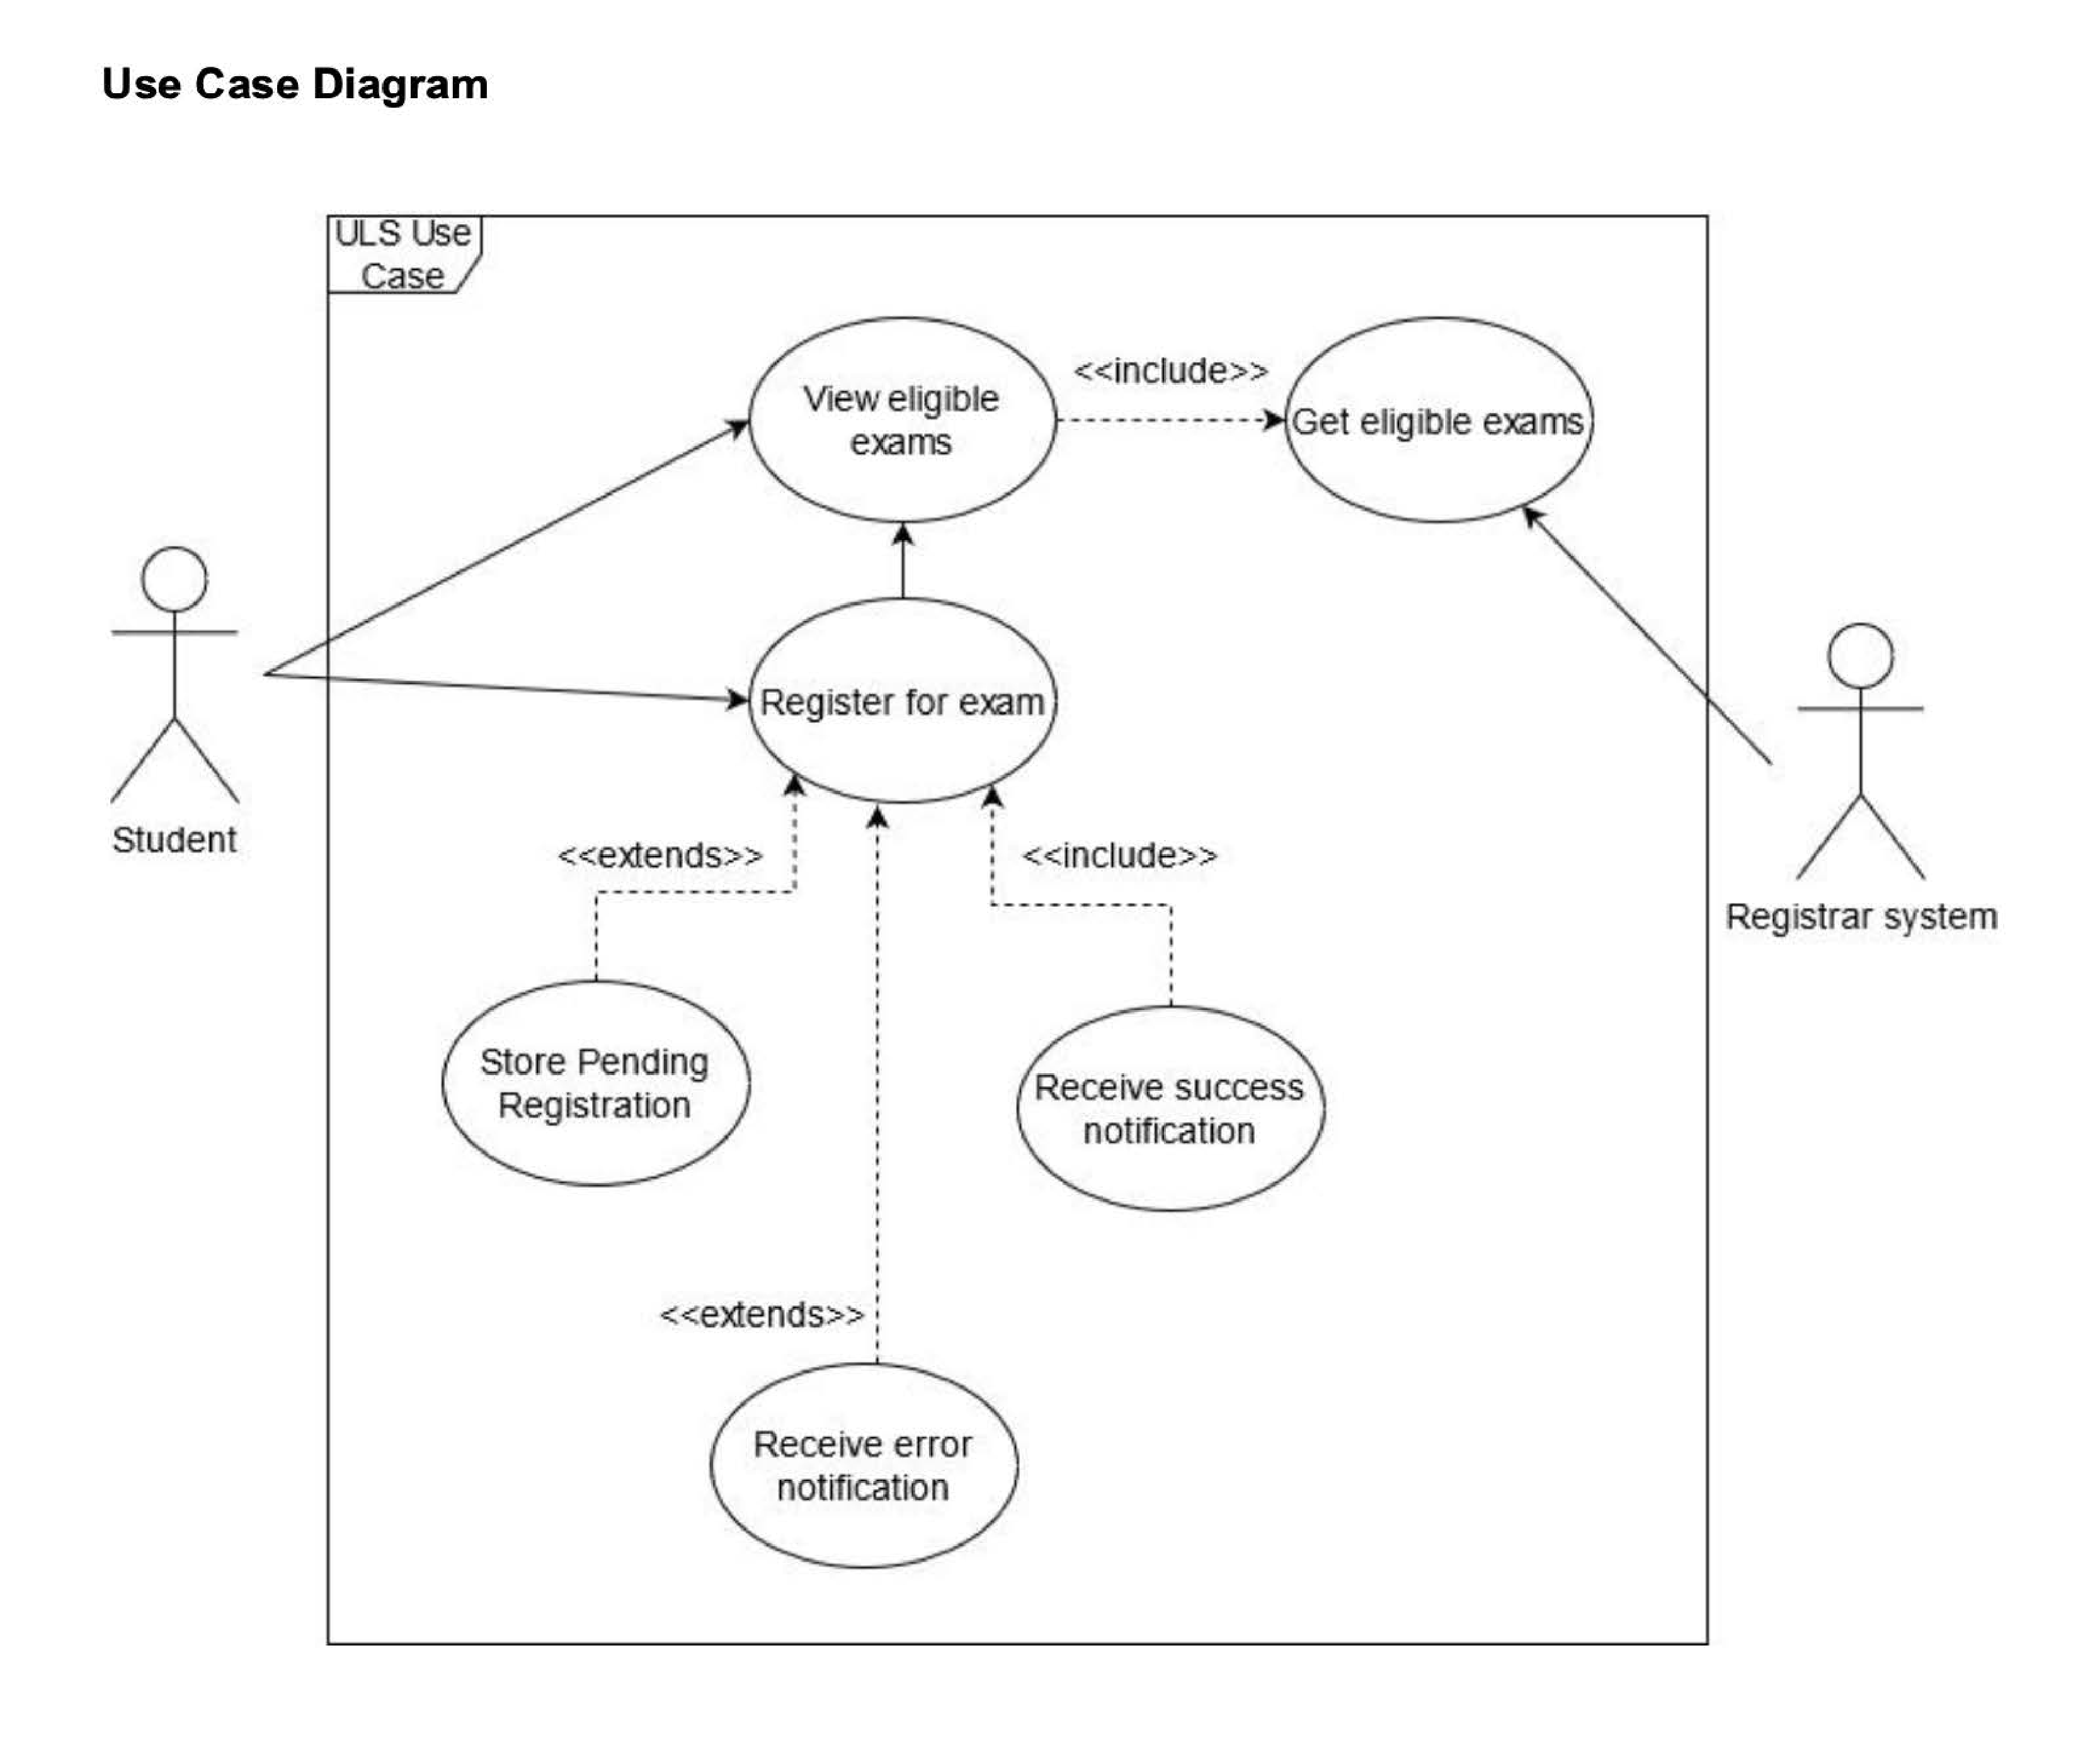 Use Case Diagram
ULS Use
Case
View eligible
exams
<<include>>
Get eligible exams
Register for exam
Student
Registrar system
<<extends>>
<<include>>
Store Pending
Registration
Receive success
notification
<<extends>>
Receive error
notification